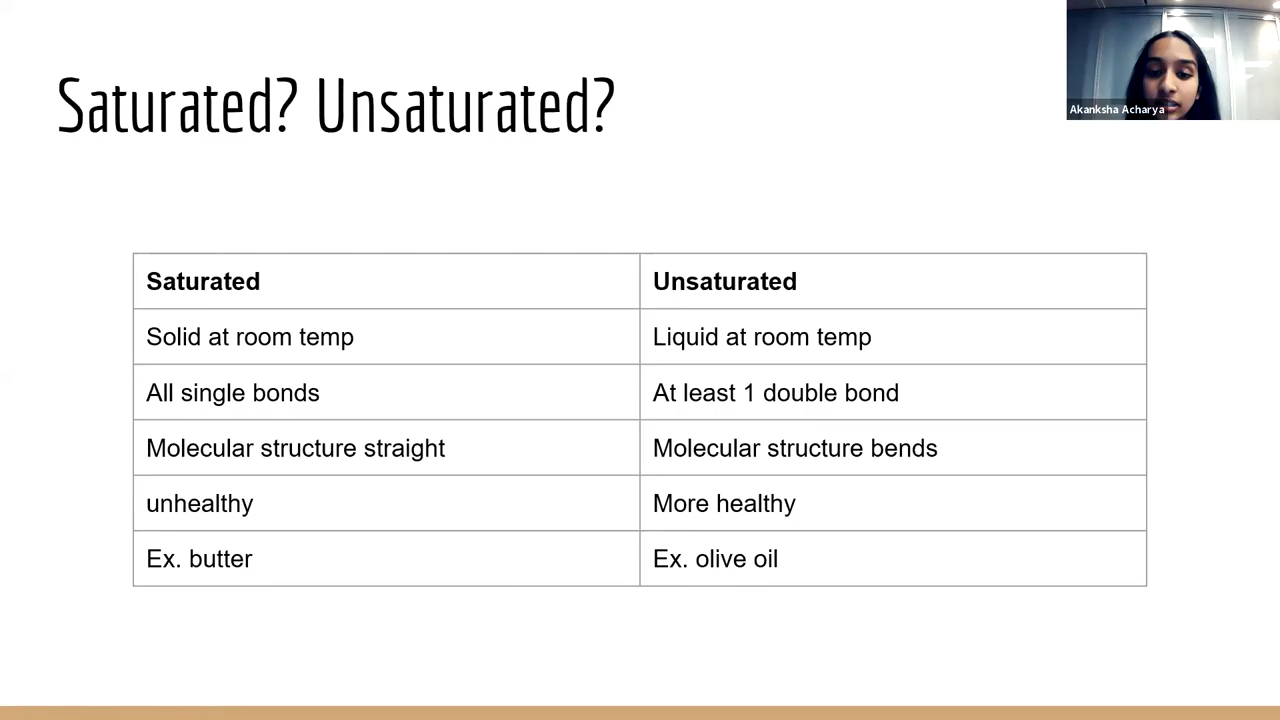 Saturated? Unsaturated?
Akanksha Acharya
Saturated Unsaturated
Solid at room temp Liquid at room temp
All single bonds At least 1 double bond
Molecular structure straight Molecular structure bends
unhealthy More healthy
Ex. butter Ex. olive oil